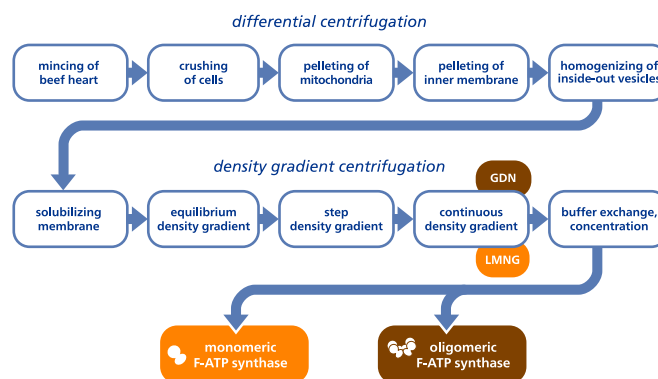 differential centrifugation
mincing of
beef heart
crushing
of cells
pelleting of
mitochondria
pelleting of
inner membrane
homogenizing of
inside-out vesicles
density gradient centrifugation
GDN
solubilizing
membrane
equilibrium
density gradient
step
density gradient
continuous
density gradient
buffer exchange,
concentration
LMNG
monomeric
F-ATP synthase
oligomeric
F-ATP synthase